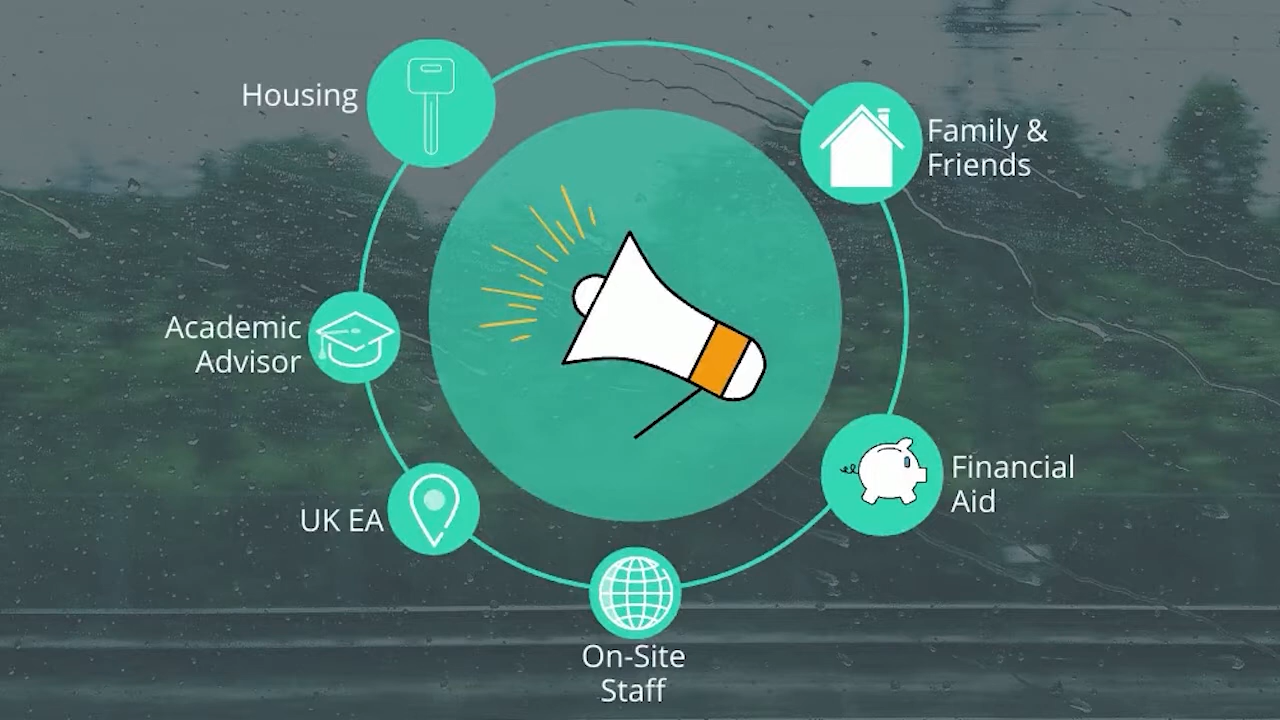 Housing
Family &
Friends
Academic
Advisor
Financial
Aid
UK EA
On-Site
Staff